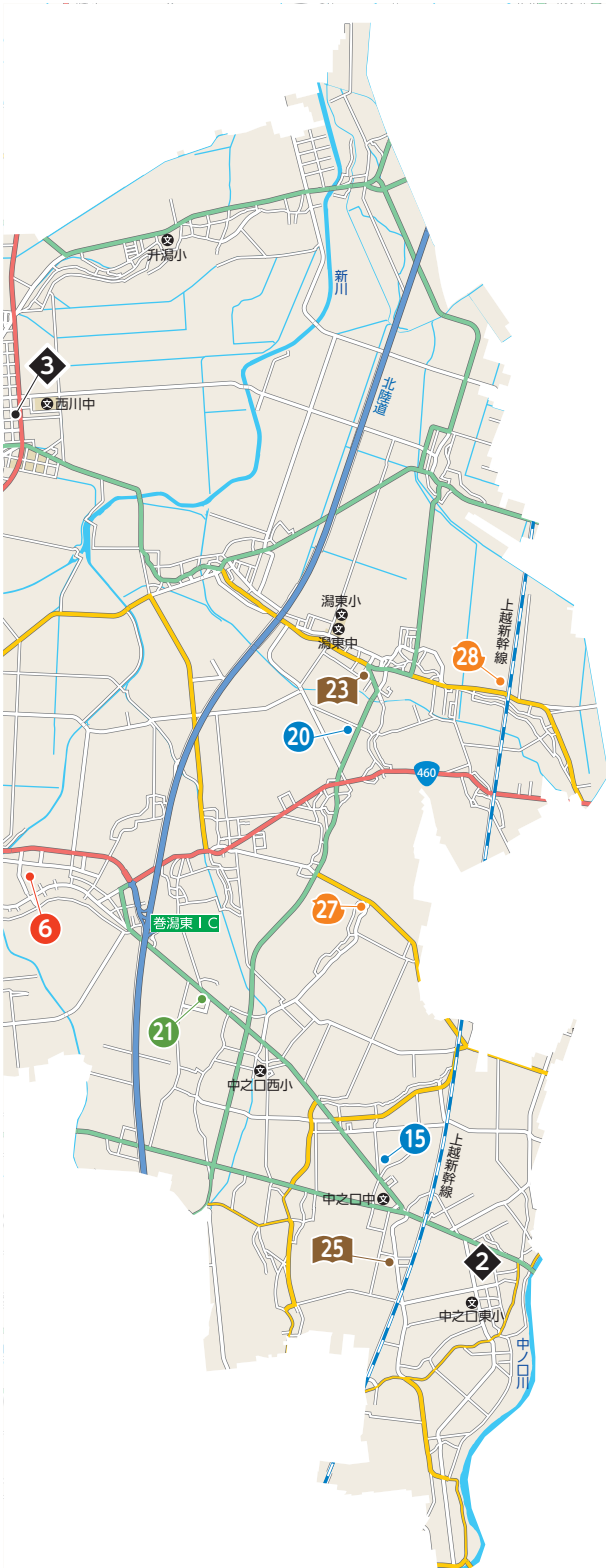 升潟小
新川
3
西川中
北陸道
潟東小
潟東中
上越新幹線
28
23
20
460
6
27
巻潟東IC
21
中之口西小
15
上越新幹線
中之口中
25
2
中之口東小
中ノ口川